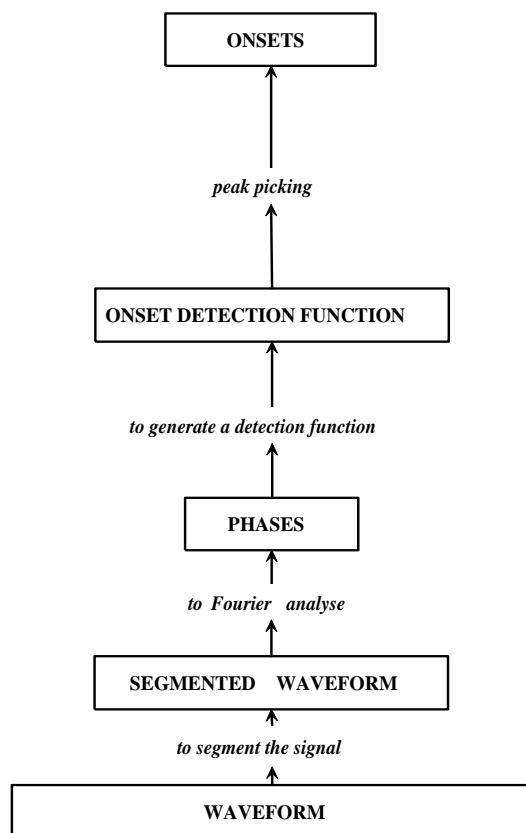 ONSETS
peak picking
ONSET DETECTION FUNCTION
to generate a detection function
PHASES
to Fourier analyse
SEGMENTED WAVEFORM
to segment the signal
WAVEFORM